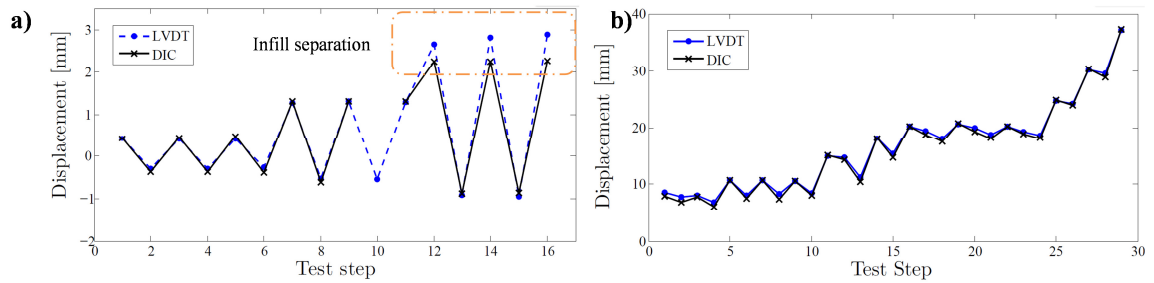 a)
Displacement [mm]
3
2
1
0
−1
−2
LVDT
DIC
Infill separation
0 2 4 6 8 10 12 14 16
Test step
b)
Displacement [mm]
40
30
20
10
0
LVDT
DIC
0 5 10 15 20 25 30
Test Step